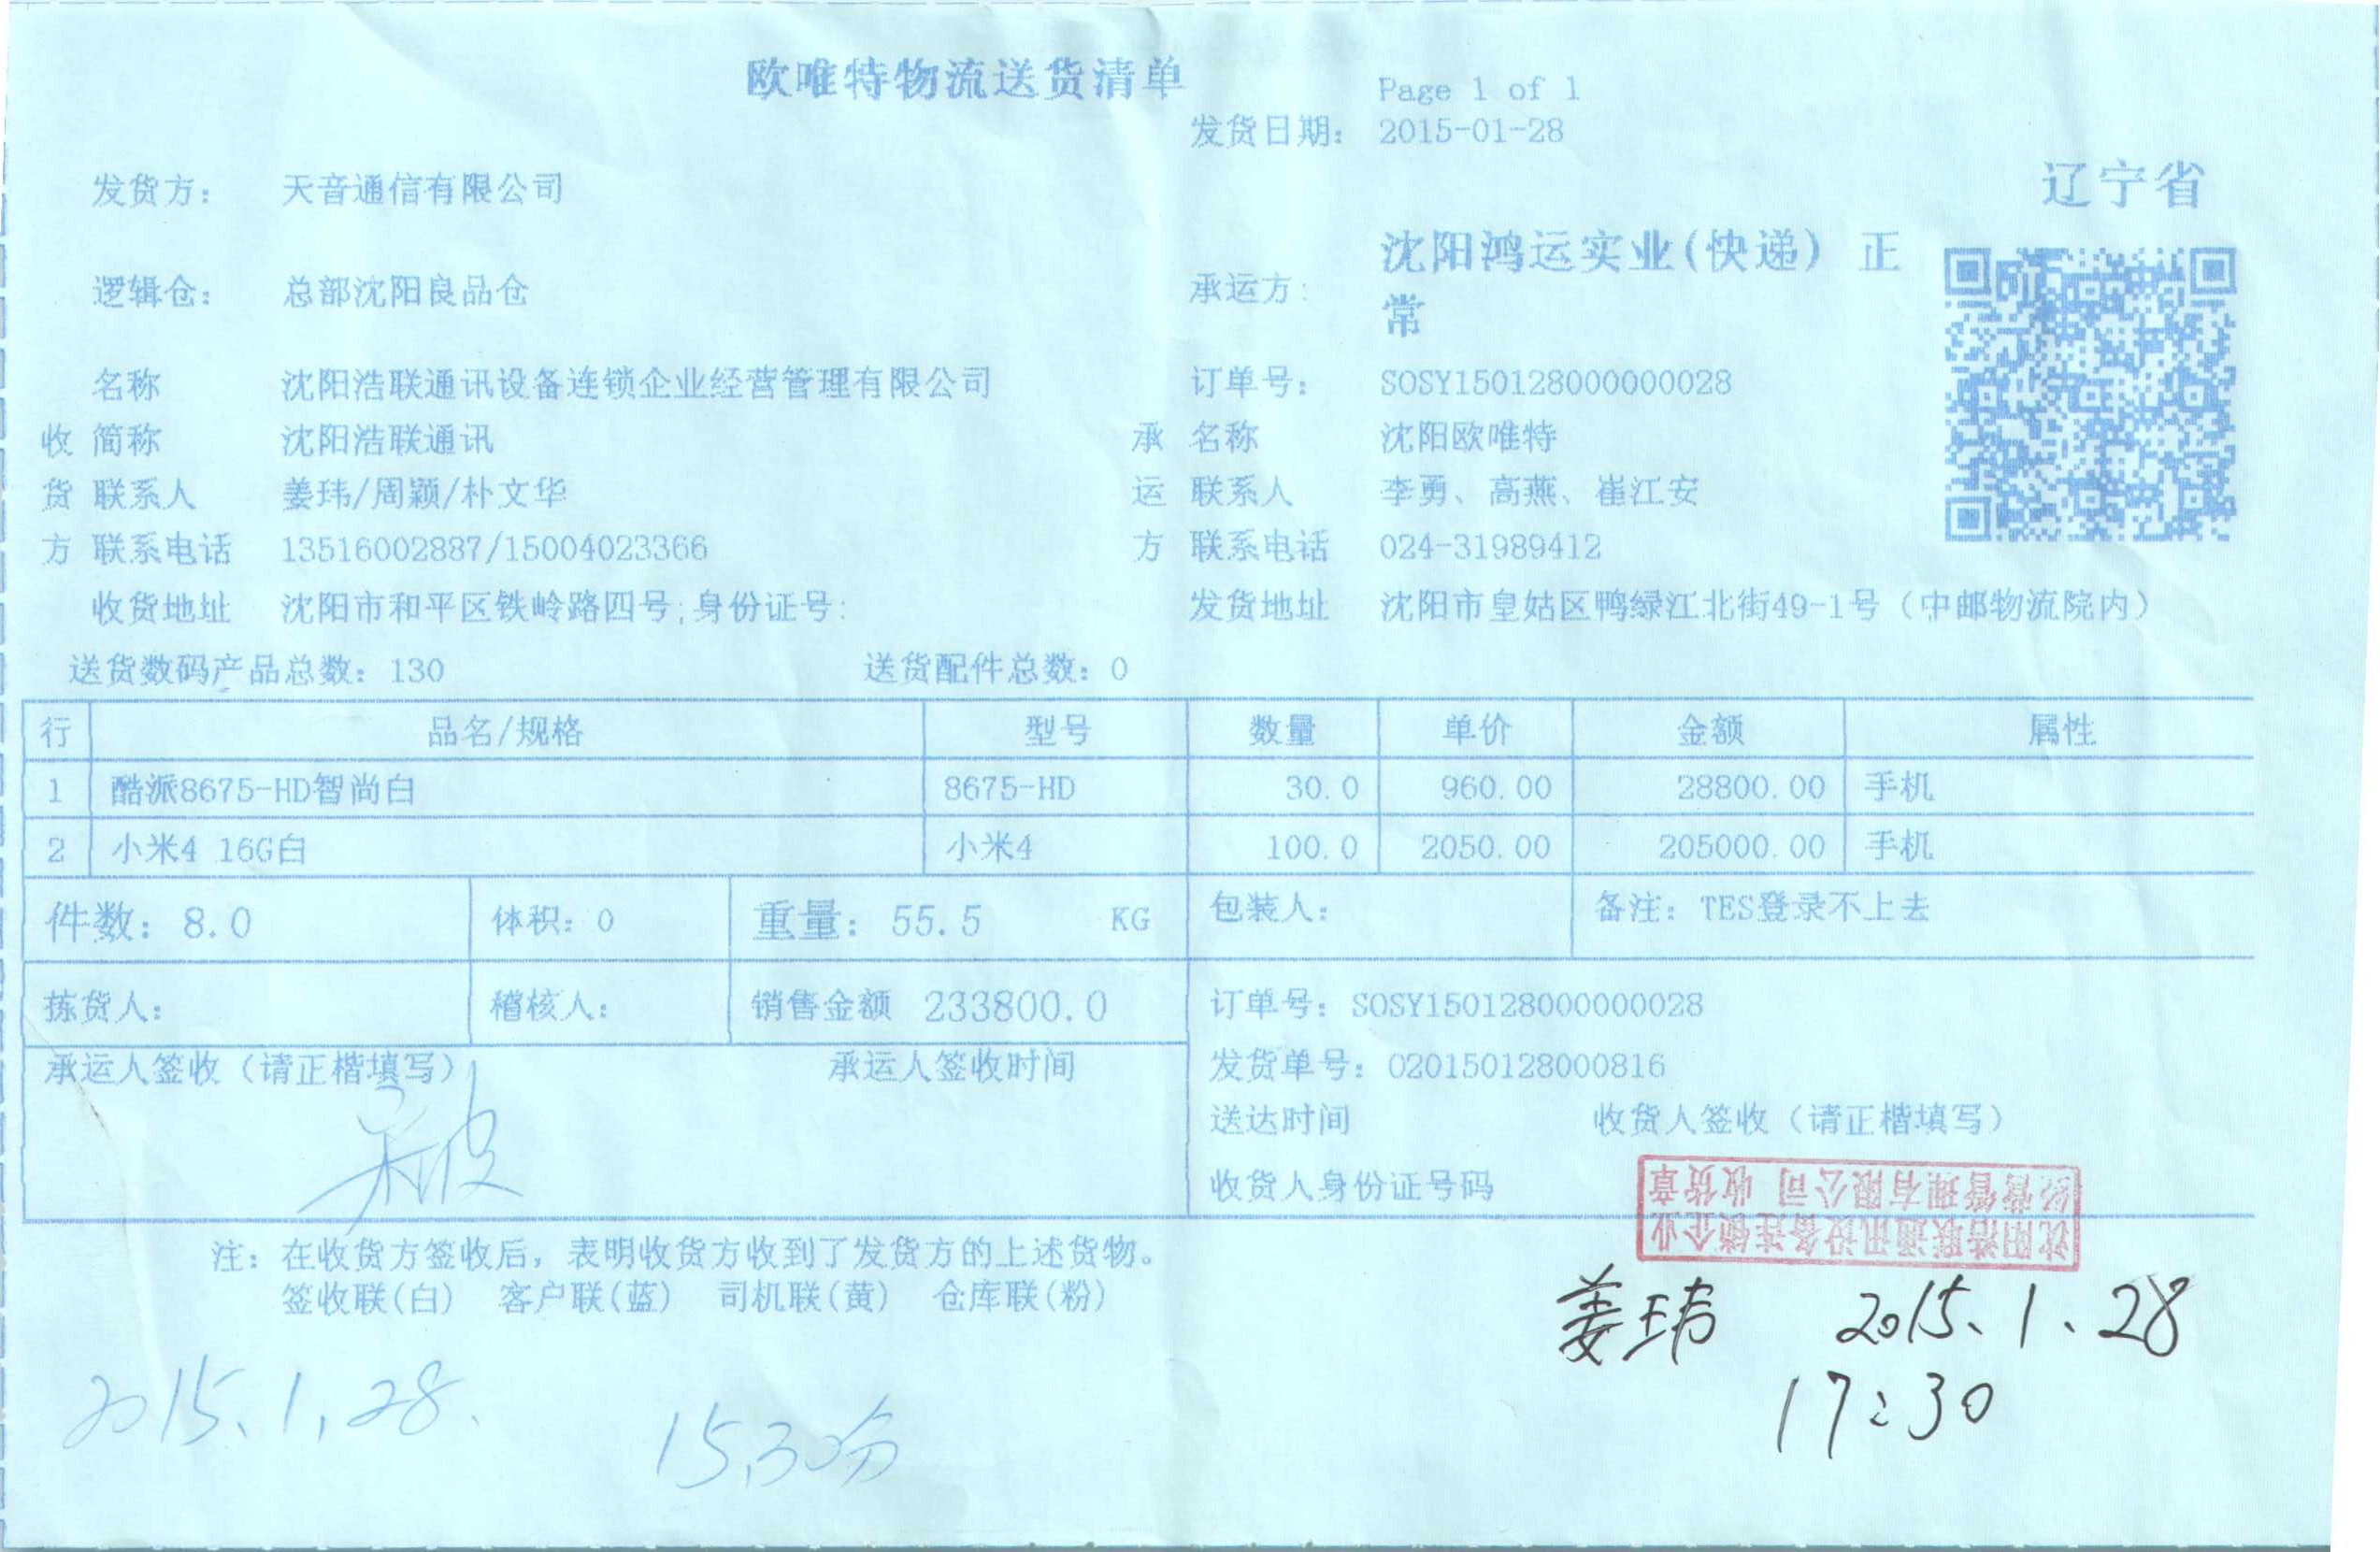 欧唯特物流送货清单
Page 1 of 1
发货日期： 2015-01-28
辽宁省
发货方： 天音通信有限公司
逻辑仓： 总部沈阳良品仓
承运方： 沈阳鸿运实业(快递) 正
常
名称 沈阳浩联通讯设备连锁企业经营管理有限公司 订单号： SOSY150128000000028
收 简称 沈阳浩联通讯 承 名称 沈阳欧唯特
货 联系人 姜玮/周颖/朴文华 运 联系人 李勇、高燕、崔江安
方 联系电话 13516002887/15004023366 方 联系电话 024-31989412
收货地址 沈阳市和平区铁岭路四号;身份证号: 发货地址 沈阳市皇姑区鸭绿江北街49-1号（中邮物流院内）
送货数码产品总数：130 送货配件总数：0
行 品名/规格 型号 数量 单价 金额 属性
1 酷派8675-HD智尚白 8675-HD 30.0 960.00 28800.00 手机
2 小米4 16G白 小米4 100.0 2050.00 205000.00 手机
件数：8.0 体积：0 重量：55.5 KG 包装人： 备注：TES登录不上去
拣货人： 稽核人： 销售金额 233800.0 订单号：SOSY150128000000028
承运人签收（请正楷填写） 承运人签收时间 发货单号：020150128000816
送达时间 收货人签收（请正楷填写）
收货人身份证号码
沈阳浩联通讯设备连锁企业
经营管理有限公司 收货章
注：在收货方签收后，表明收货方收到了发货方的上述货物。
签收联(白) 客户联(蓝) 司机联(黄) 仓库联(粉)
姜玮 2015.1.28
17:30
2015.1.28.
15.30分